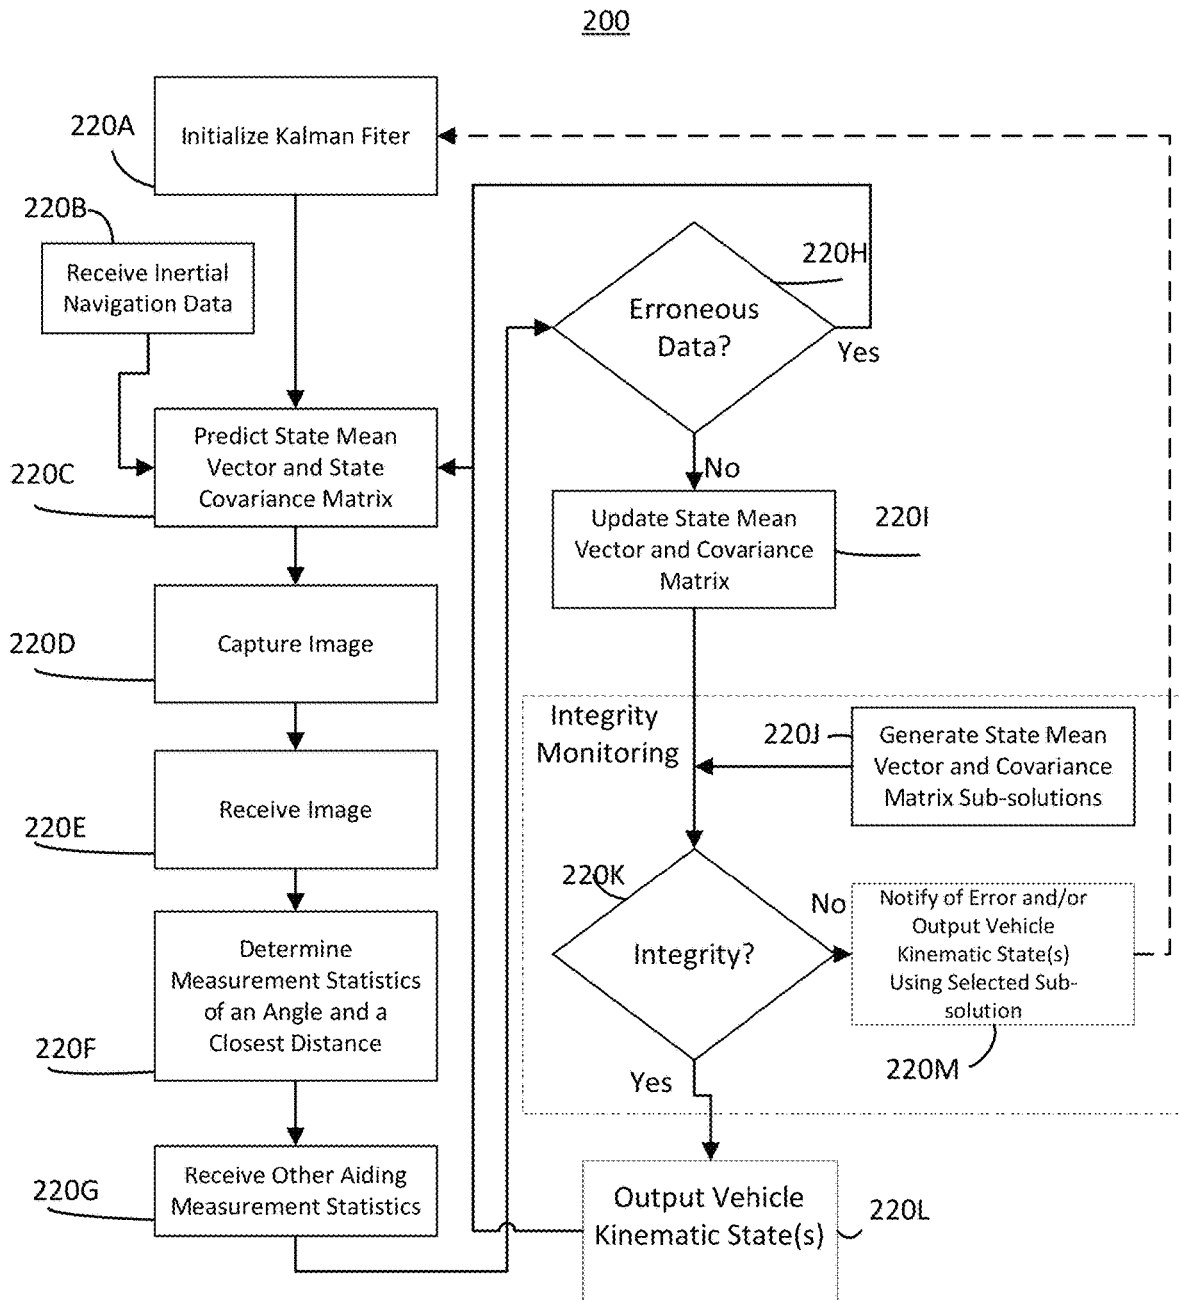 200
220A
Initialize Kalman Fiter
220B
Receive Inertial
Navigation Data
220C
Predict State Mean
Vector and State
Covariance Matrix
220D
Capture Image
220E
Receive Image
220F
Determine
Measurement Statistics
of an Angle and a
Closest Distance
220G
Receive Other Aiding
Measurement Statistics
220H
Erroneous
Data?
Yes
No
Update State Mean
Vector and Covariance
Matrix
220I
Integrity
Monitoring
220J
Generate State Mean
Vector and Covariance
Matrix Sub-solutions
220K
Integrity?
No
Notify of Error and/or
Output Vehicle
Kinematic State(s)
Using Selected Sub-
solution
220M
Yes
Output Vehicle
Kinematic State(s)
220L